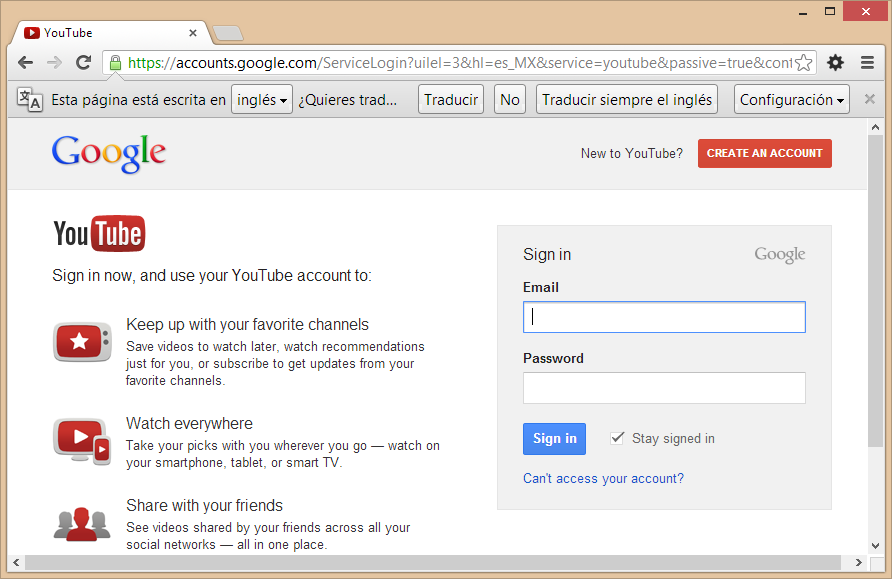 YouTube
https://accounts.google.com/ServiceLogin?uilel=3&hl=es_MX&service=youtube&passive=true&cont
Esta página está escrita en inglés ¿Quieres trad... Traducir No Traducir siempre el inglés Configuración
Google
New to YouTube? CREATE AN ACCOUNT
YouTube
Sign in now, and use your YouTube account to:
Keep up with your favorite channels
Save videos to watch later, watch recommendations
just for you, or subscribe to get updates from your
favorite channels.
Watch everywhere
Take your picks with you wherever you go — watch on
your smartphone, tablet, or smart TV.
Share with your friends
See videos shared by your friends across all your
social networks — all in one place.
Sign in Google
Email
Password
Sign in Stay signed in
Can't access your account?